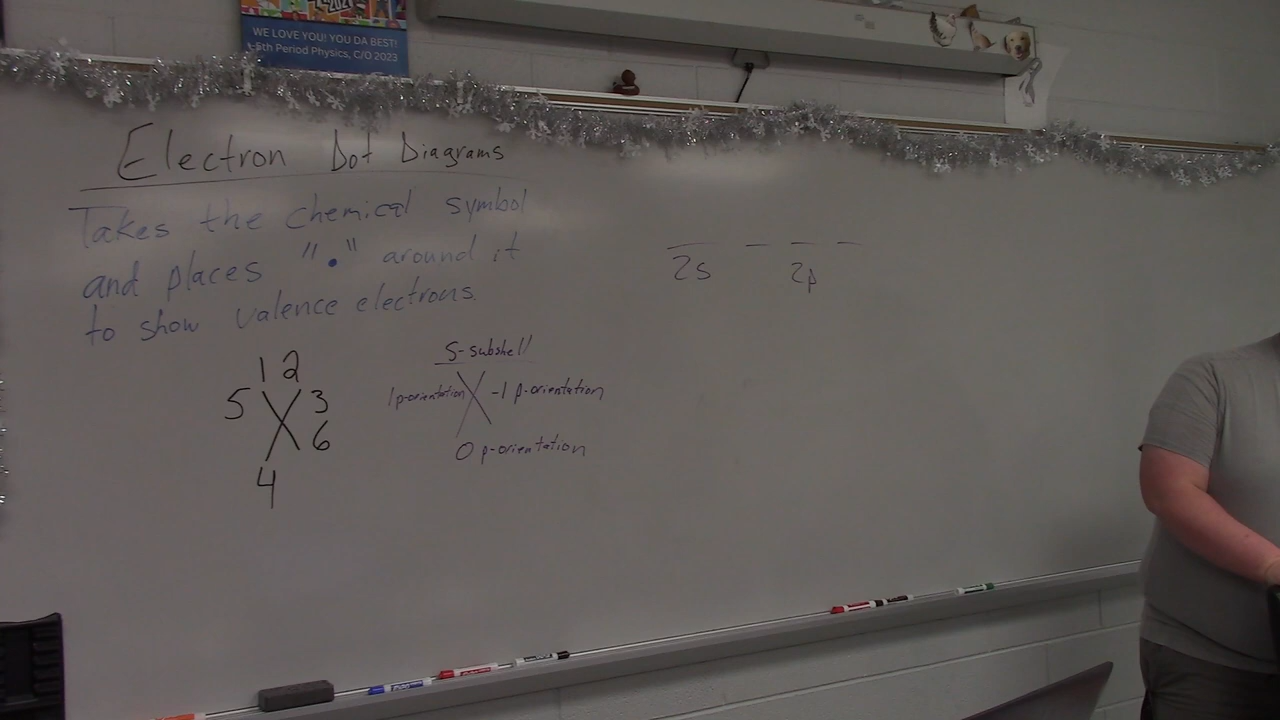 WE LOVE YOU! YOU DA BEST!
-5th Period Physics, C/O 2023
Electron Dot Diagrams
Takes the chemical symbol
and places "." around it
to show valence electrons.
2s 2p
1 2
5 X 3
6
4
S-subshell
1 p-orientation X -1 p-orientation
0 p-orientation